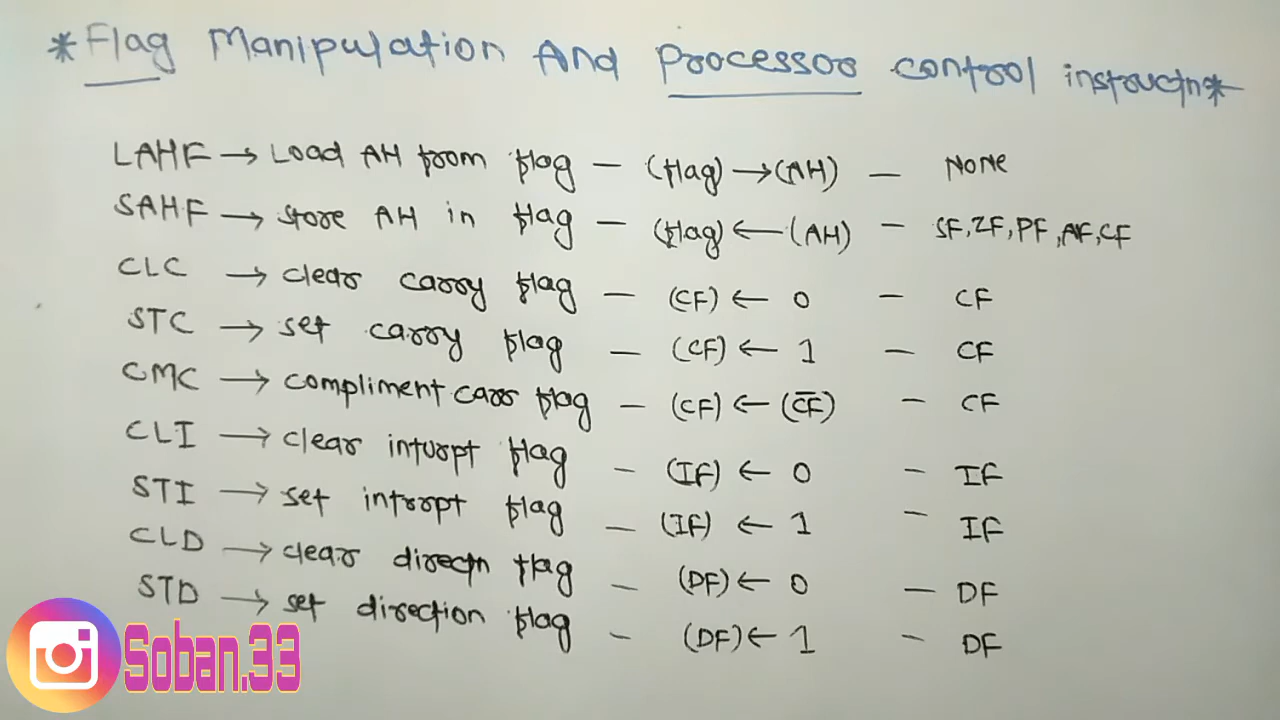 *Flag Manipulation And Processor control instructn*
LAHF → Load AH from flag — (flag) → (AH) — None
SAHF → store AH in flag — (flag) ← (AH) — SF, ZF, PF, AF, CF
CLC → clear carry flag — (CF) ← 0 — CF
STC → set carry flag — (CF) ← 1 — CF
CMC → compliment carr flag — (CF) ← (C̅F̅) — CF
CLI → clear inturpt flag — (IF) ← 0 — IF
STI → set intrrpt flag — (IF) ← 1 — IF
CLD → clear directn flag — (DF) ← 0 — DF
STD → set direction flag — (DF) ← 1 — DF
Soban.33